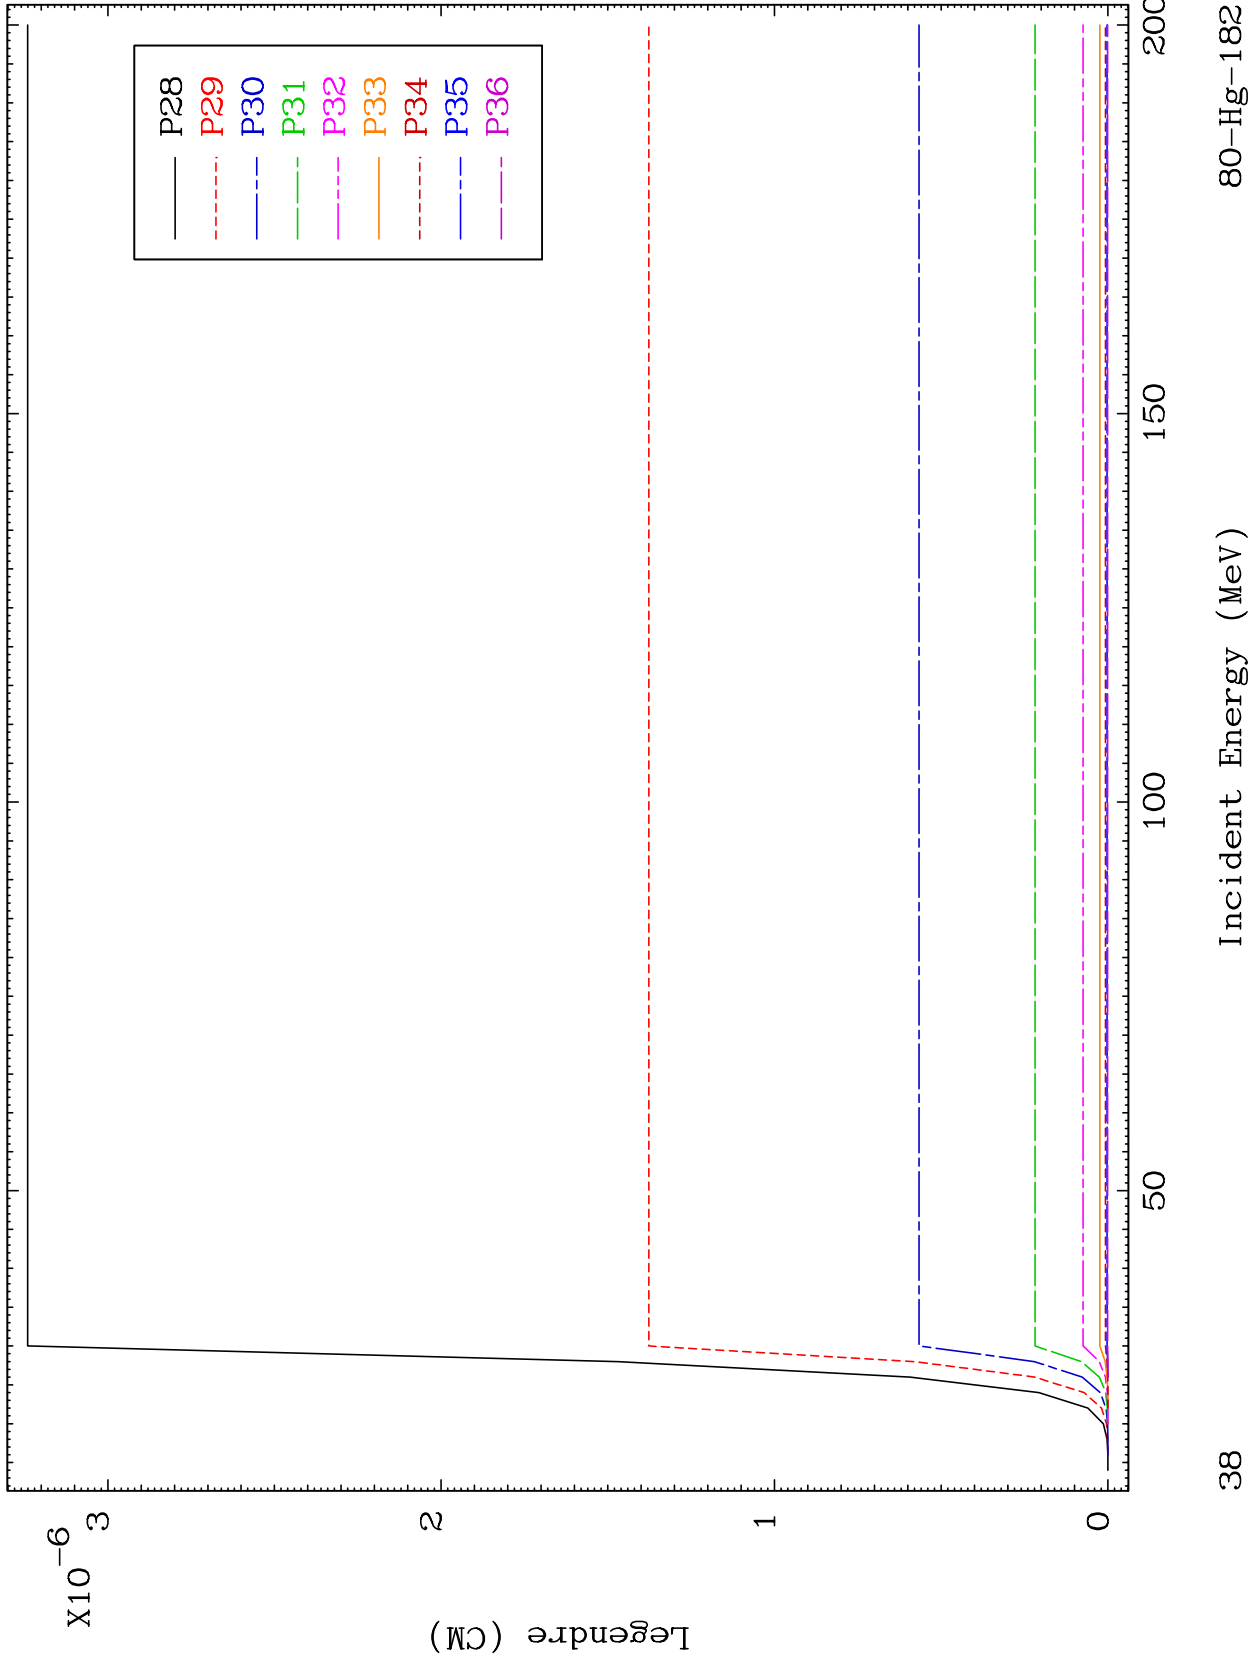 X10-6
3
2
1
0
Legendre (CM)
P28
P29
P30
P31
P32
P33
P34
P35
P36
50
100
150
200
Incident Energy (MeV)
38
80-Hg-182